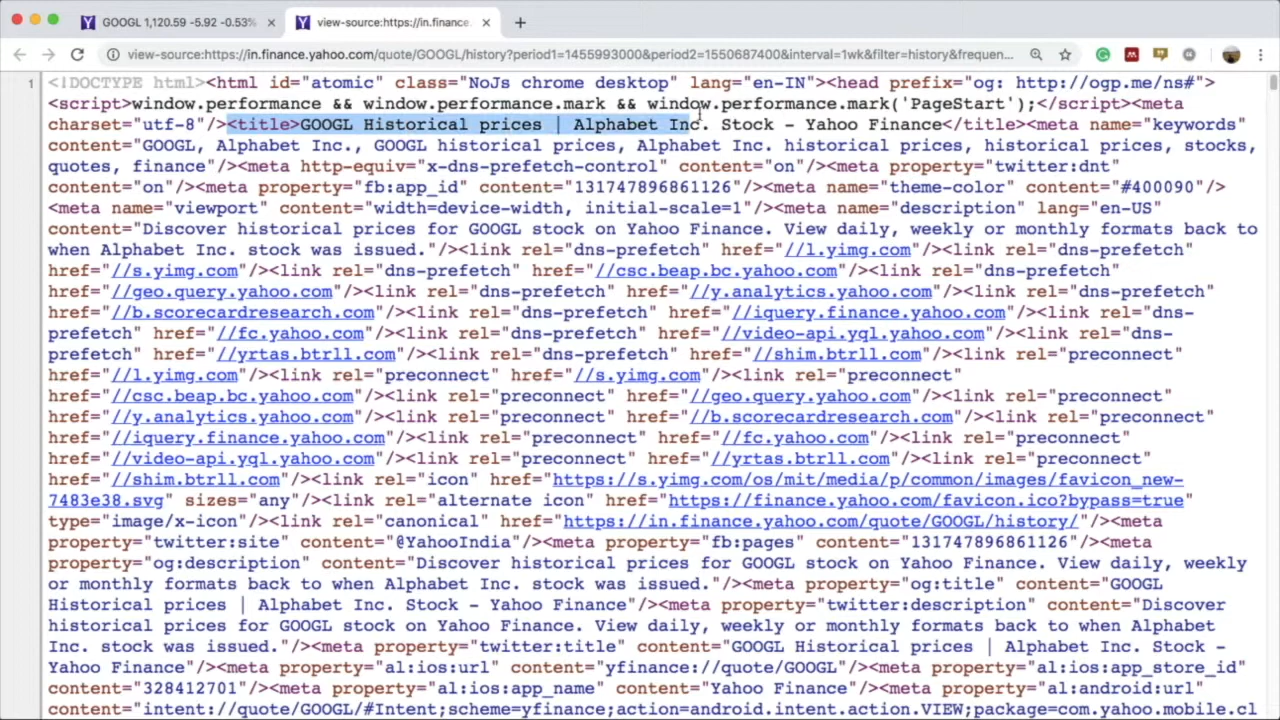 GOOGL 1,120.59 -5.92 -0.53%
view-source:https://in.finance.
view-source:https://in.finance.yahoo.com/quote/GOOGL/history?period1=1455993000&period2=1550687400&interval=1wk&filter=history&frequen...
1
<!DOCTYPE html><html id="atomic" class="NoJs chrome desktop" lang="en-IN"><head prefix="og: http://ogp.me/ns#">
<script>window.performance && window.performance.mark && window.performance.mark('PageStart');</script><meta
charset="utf-8"/><title>GOOGL Historical prices | Alphabet Inc. Stock - Yahoo Finance</title><meta name="keywords"
content="GOOGL, Alphabet Inc., GOOGL historical prices, Alphabet Inc. historical prices, historical prices, stocks,
quotes, finance"/><meta http-equiv="x-dns-prefetch-control" content="on"/><meta property="twitter:dnt"
content="on"/><meta property="fb:app_id" content="131747896861126"/><meta name="theme-color" content="#400090"/>
<meta name="viewport" content="width=device-width, initial-scale=1"/><meta name="description" lang="en-US"
content="Discover historical prices for GOOGL stock on Yahoo Finance. View daily, weekly or monthly formats back to
when Alphabet Inc. stock was issued."/><link rel="dns-prefetch" href="//l.yimg.com"/><link rel="dns-prefetch"
href="//s.yimg.com"/><link rel="dns-prefetch" href="//csc.beap.bc.yahoo.com"/><link rel="dns-prefetch"
href="//geo.query.yahoo.com"/><link rel="dns-prefetch" href="//y.analytics.yahoo.com"/><link rel="dns-prefetch"
href="//b.scorecardresearch.com"/><link rel="dns-prefetch" href="//iquery.finance.yahoo.com"/><link rel="dns-
prefetch" href="//fc.yahoo.com"/><link rel="dns-prefetch" href="//video-api.yql.yahoo.com"/><link rel="dns-
prefetch" href="//yrtas.btrll.com"/><link rel="dns-prefetch" href="//shim.btrll.com"/><link rel="preconnect"
href="//l.yimg.com"/><link rel="preconnect" href="//s.yimg.com"/><link rel="preconnect"
href="//csc.beap.bc.yahoo.com"/><link rel="preconnect" href="//geo.query.yahoo.com"/><link rel="preconnect"
href="//y.analytics.yahoo.com"/><link rel="preconnect" href="//b.scorecardresearch.com"/><link rel="preconnect"
href="//iquery.finance.yahoo.com"/><link rel="preconnect" href="//fc.yahoo.com"/><link rel="preconnect"
href="//video-api.yql.yahoo.com"/><link rel="preconnect" href="//yrtas.btrll.com"/><link rel="preconnect"
href="//shim.btrll.com"/><link rel="icon" href="https://s.yimg.com/os/mit/media/p/common/images/favicon_new-
7483e38.svg" sizes="any"/><link rel="alternate icon" href="https://finance.yahoo.com/favicon.ico?bypass=true"
type="image/x-icon"/><link rel="canonical" href="https://in.finance.yahoo.com/quote/GOOGL/history/"/><meta
property="twitter:site" content="@YahooIndia"/><meta property="fb:pages" content="131747896861126"/><meta
property="og:description" content="Discover historical prices for GOOGL stock on Yahoo Finance. View daily, weekly
or monthly formats back to when Alphabet Inc. stock was issued."/><meta property="og:title" content="GOOGL
Historical prices | Alphabet Inc. Stock - Yahoo Finance"/><meta property="twitter:description" content="Discover
historical prices for GOOGL stock on Yahoo Finance. View daily, weekly or monthly formats back to when Alphabet
Inc. stock was issued."/><meta property="twitter:title" content="GOOGL Historical prices | Alphabet Inc. Stock -
Yahoo Finance"/><meta property="al:ios:url" content="yfinance://quote/GOOGL"/><meta property="al:ios:app_store_id"
content="328412701"/><meta property="al:ios:app_name" content="Yahoo Finance"/><meta property="al:android:url"
content="intent://quote/GOOGL/#Intent;scheme=yfinance;action=android.intent.action.VIEW;package=com.yahoo.mobile.cl